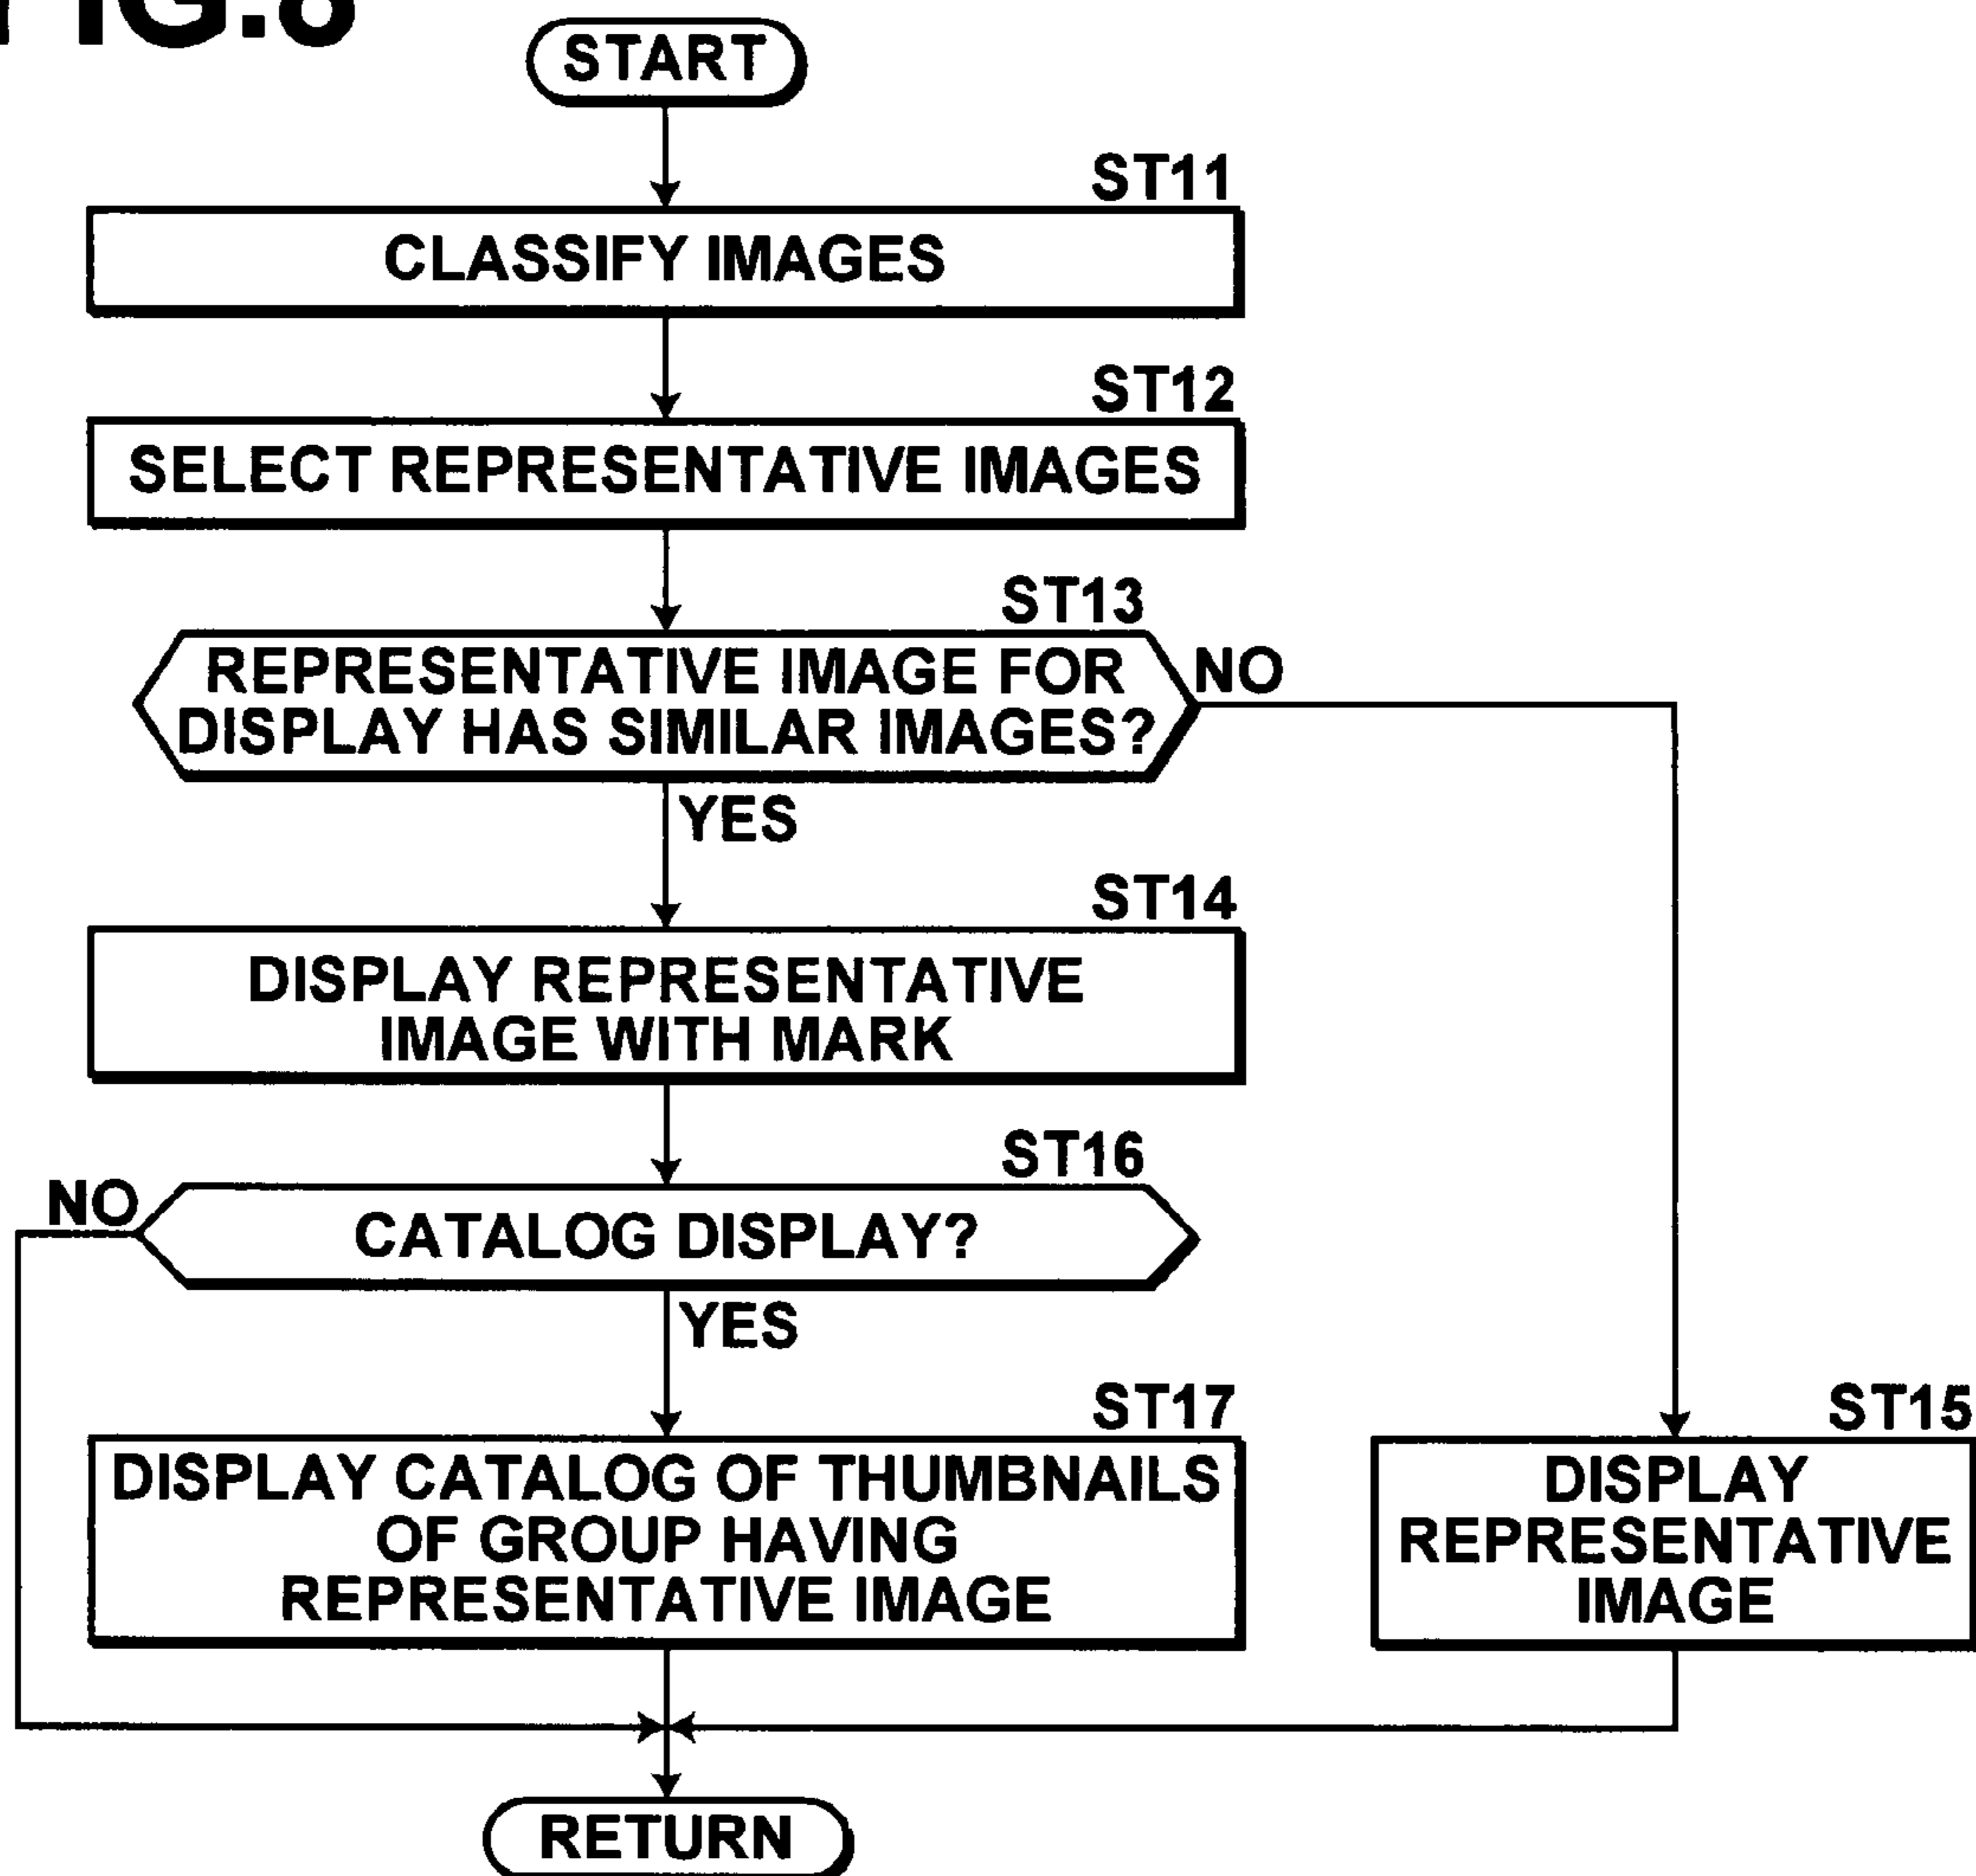 FIG.8
START
ST11
CLASSIFY IMAGES
ST12
SELECT REPRESENTATIVE IMAGES
ST13
REPRESENTATIVE IMAGE FOR
DISPLAY HAS SIMILAR IMAGES?
NO
YES
ST14
DISPLAY REPRESENTATIVE
IMAGE WITH MARK
ST16
NO
CATALOG DISPLAY?
YES
ST17
DISPLAY CATALOG OF THUMBNAILS
OF GROUP HAVING
REPRESENTATIVE IMAGE
ST15
DISPLAY
REPRESENTATIVE
IMAGE
RETURN